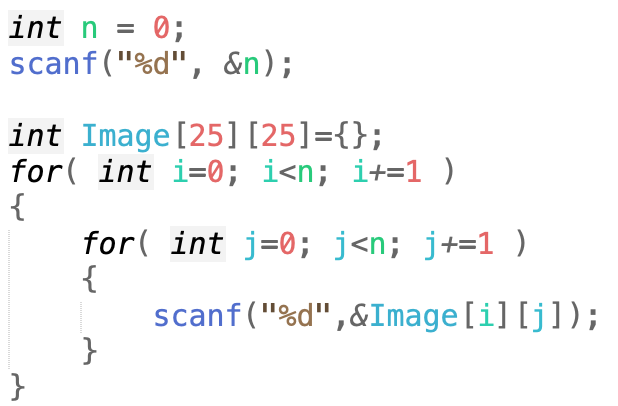 int n = 0;
scanf("%d", &n);

int Image[25][25]={};
for( int i=0; i<n; i+=1 )
{
    for( int j=0; j<n; j+=1 )
    {
        scanf("%d",&Image[i][j]);
    }
}